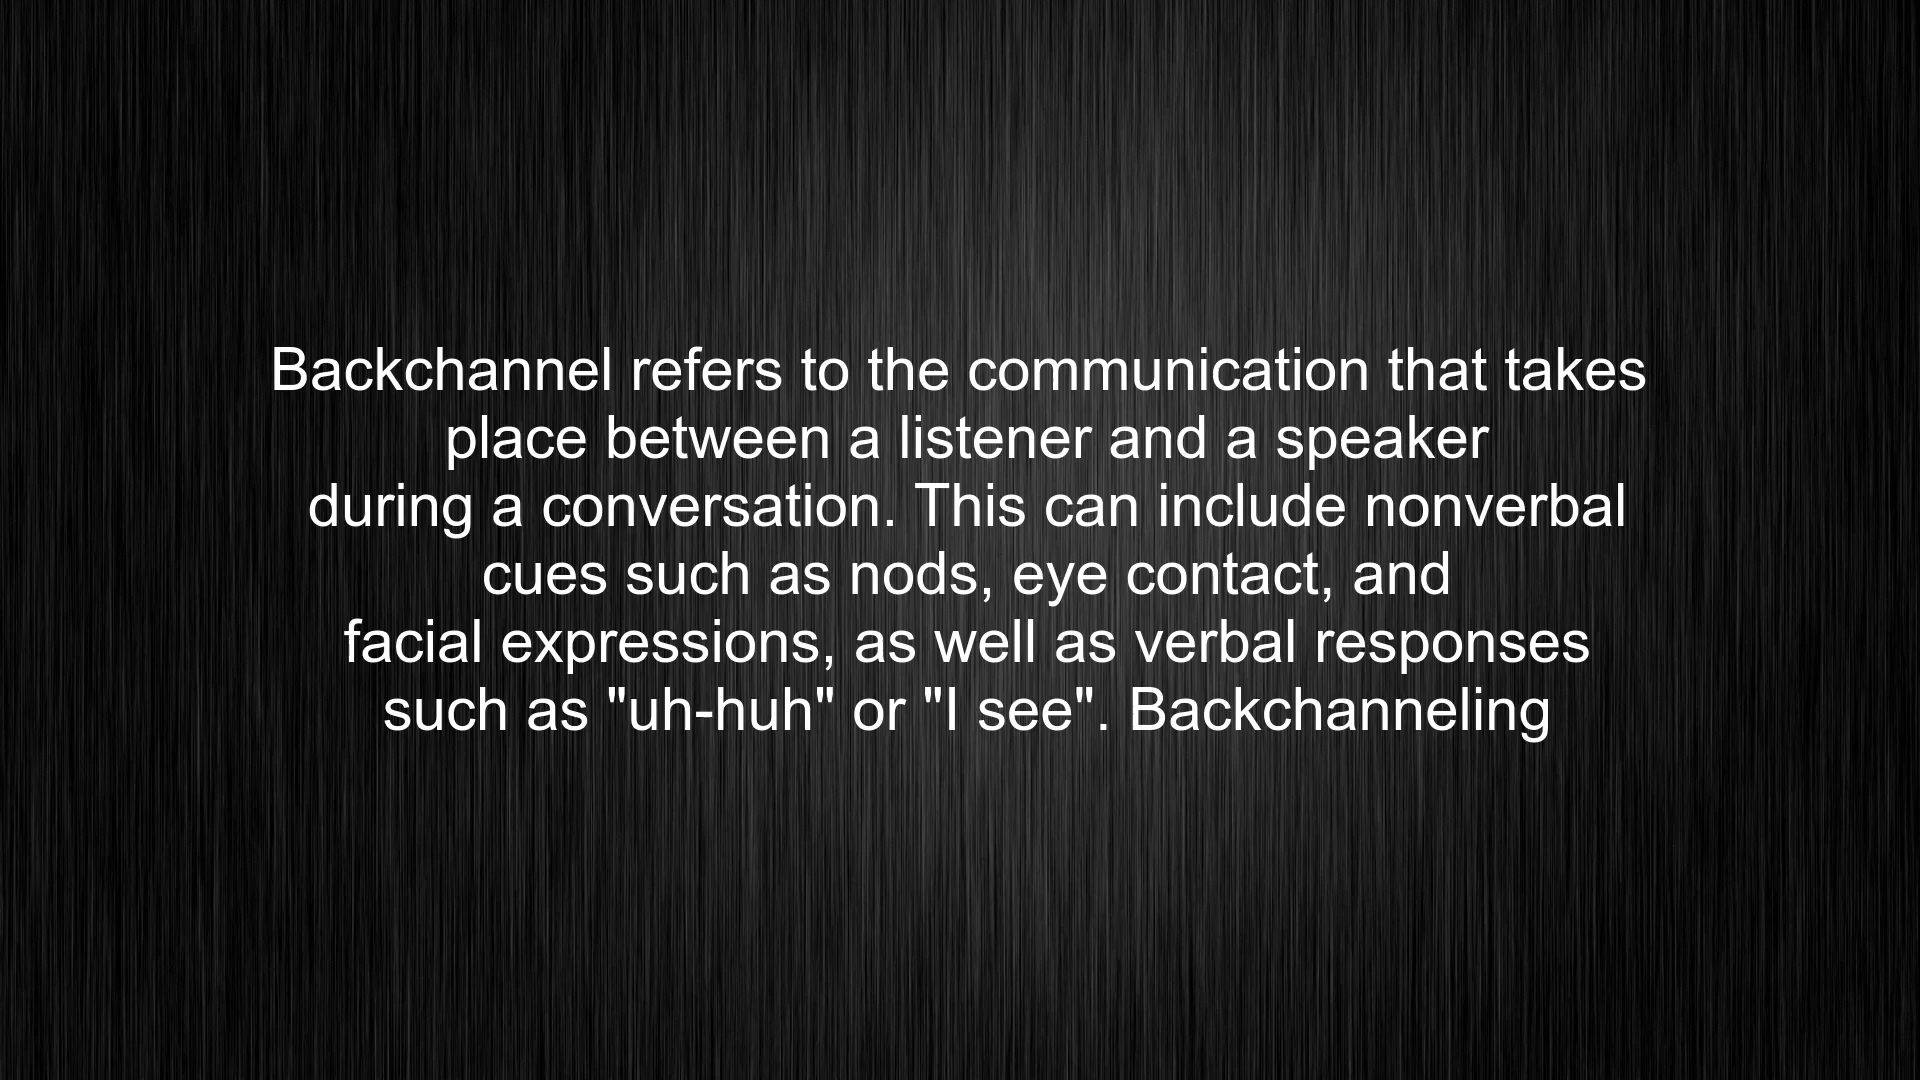 Backchannel refers to the communication that takes
place between a listener and a speaker
during a conversation. This can include nonverbal
cues such as nods, eye contact, and
facial expressions, as well as verbal responses
such as "uh-huh" or "I see". Backchanneling